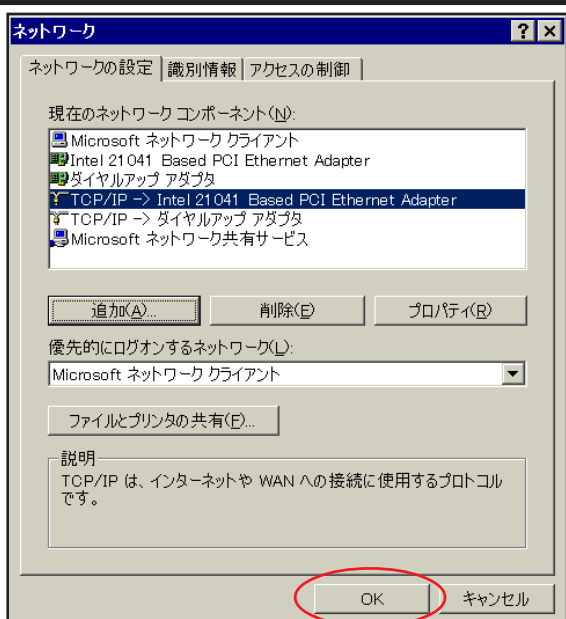 ネットワーク
ネットワークの設定 識別情報 アクセスの制御
現在のネットワーク コンポーネント(N):
Microsoft ネットワーク クライアント
Intel 21041 Based PCI Ethernet Adapter
ダイヤルアップ アダプタ
TCP/IP -> Intel 21041 Based PCI Ethernet Adapter
TCP/IP -> ダイヤルアップ アダプタ
Microsoft ネットワーク共有サービス
追加(A)... 削除(E) プロパティ(R)
優先的にログオンするネットワーク(L):
Microsoft ネットワーク クライアント
ファイルとプリンタの共有(F)...
説明
TCP/IP は、インターネットや WAN への接続に使用するプロトコル
です。
OK キャンセル